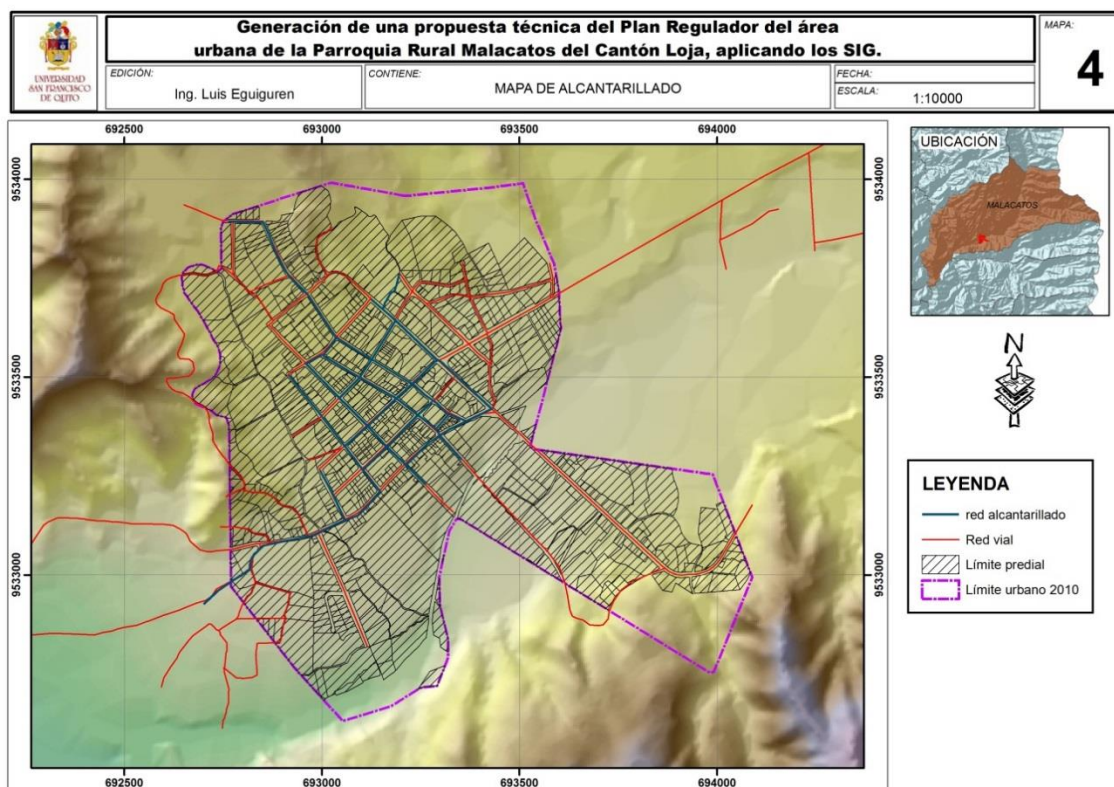 UNIVERSIDAD
SAN FRANCISCO
DE QUITO
Generación de una propuesta técnica del Plan Regulador del área
urbana de la Parroquia Rural Malacatos del Cantón Loja, aplicando los SIG.
EDICIÓN:
Ing. Luis Eguiguren
CONTIENE:
MAPA DE ALCANTARILLADO
FECHA:
ESCALA:
1:10000
MAPA:
4
692500
693000
693500
694000
9534000
9533500
9533000
9534000
9533500
9533000
692500
693000
693500
694000
UBICACIÓN
MALACATOS
N
LEYENDA
red alcantarillado
Red vial
Límite predial
Límite urbano 2010